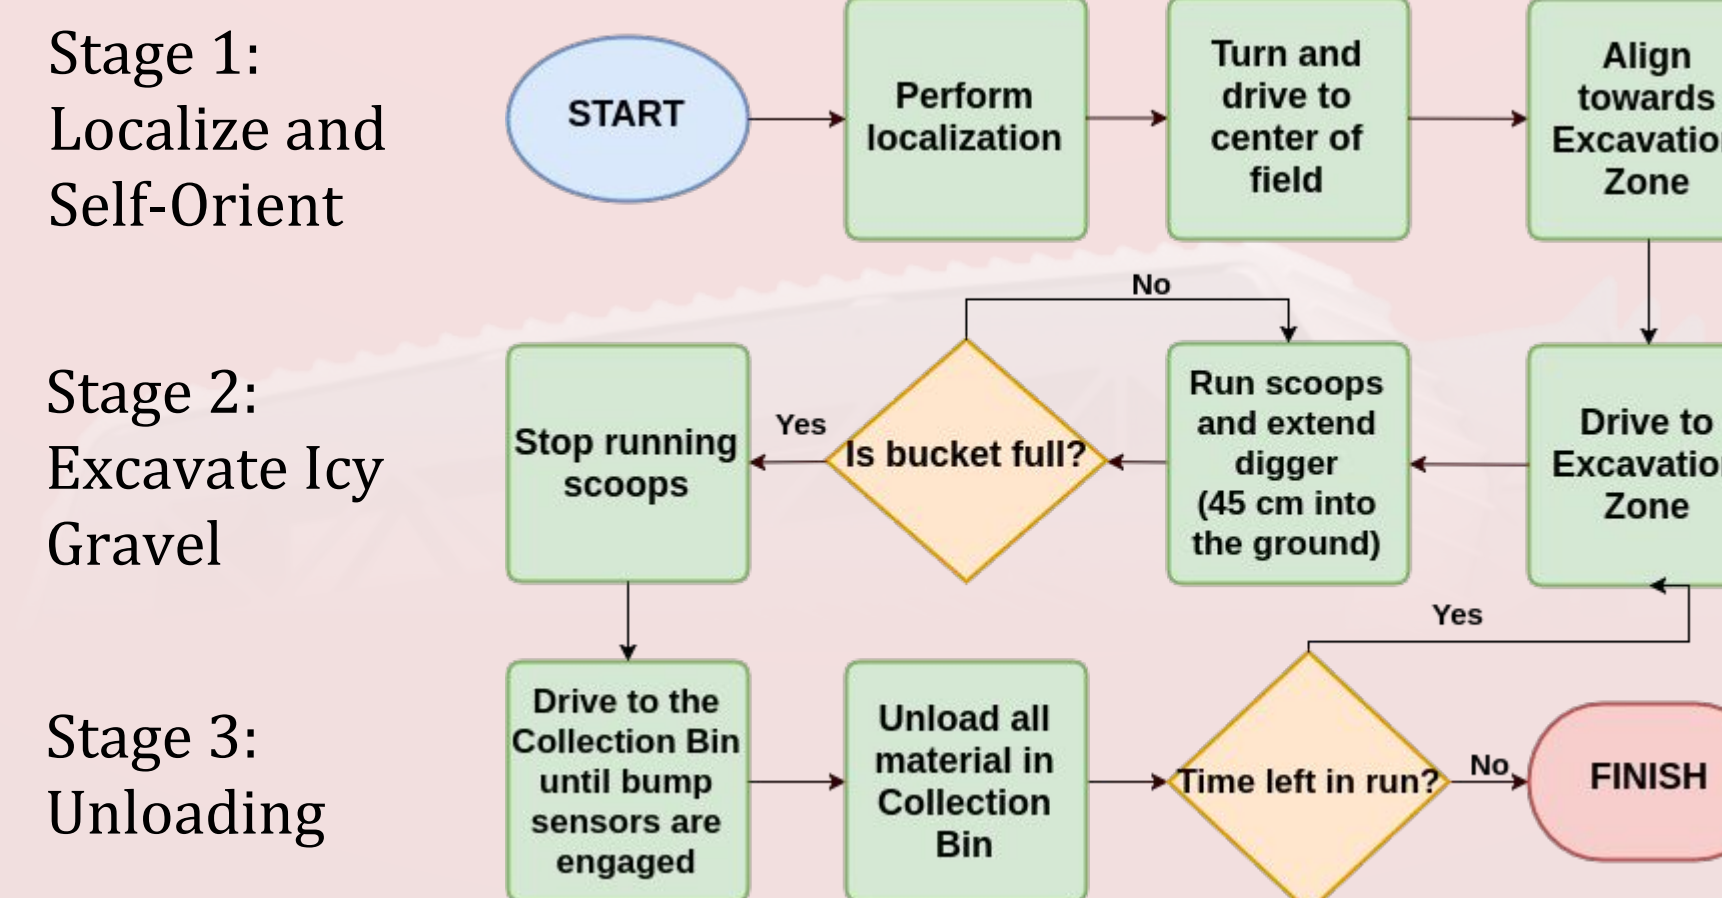 Stage 1:
Localize and
Self-Orient
START
Perform
localization
Turn and
drive to
center of
field
Align
towards
Excavatio
Zone
Stage 2:
Excavate Icy
Gravel
Stop running
scoops
Yes
Is bucket full?
No
Run scoops
and extend
digger
(45 cm into
the ground)
Drive to
Excavatio
Zone
Stage 3:
Unloading
Drive to the
Collection Bin
until bump
sensors are
engaged
Unload all
material in
Collection
Bin
Time left in run?
Yes
No
FINISH